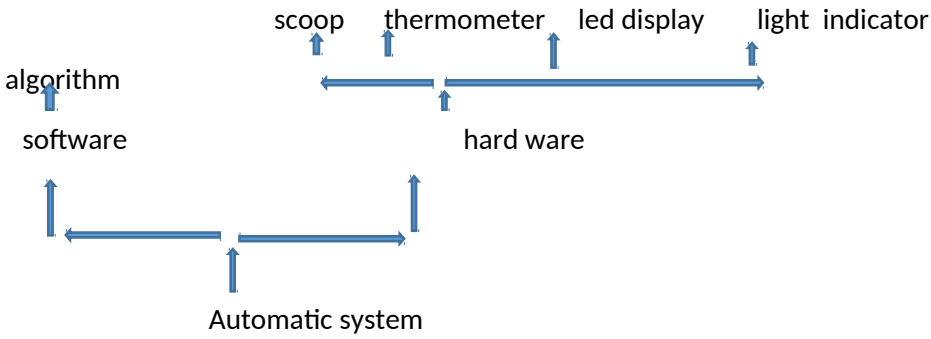 scoop thermometer led display light indicator
algorithm
software hard ware
Automatic system